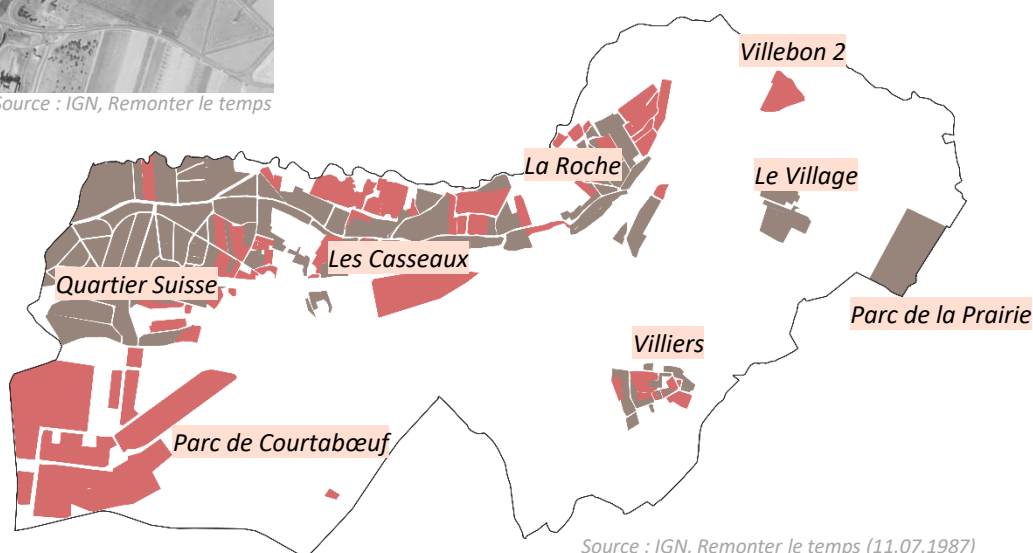 Villebon 2
Source : IGN, Remonter le temps
La Roche
Le Village
Les Casseaux
Quartier Suisse
Parc de la Prairie
Villiers
Parc de Courtabœuf
Source : IGN, Remonter le temps (11.07.1987)